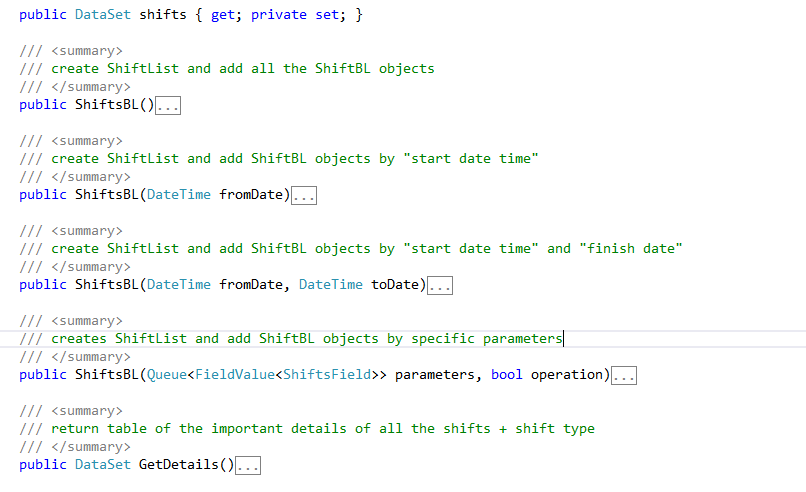 public DataSet shifts { get; private set; }
/// <summary>
/// create ShiftList and add all the ShiftBL objects
/// </summary>
public ShiftsBL()...
/// <summary>
/// create ShiftList and add ShiftBL objects by "start date time"
/// </summary>
public ShiftsBL(DateTime fromDate)...
/// <summary>
/// create ShiftList and add ShiftBL objects by "start date time" and "finish date"
/// </summary>
public ShiftsBL(DateTime fromDate, DateTime toDate)...
/// <summary>
/// creates ShiftList and add ShiftBL objects by specific parameters
/// </summary>
public ShiftsBL(Queue<FieldValue<ShiftsField>> parameters, bool operation)...
/// <summary>
/// return table of the important details of all the shifts + shift type
/// </summary>
public DataSet GetDetails()...